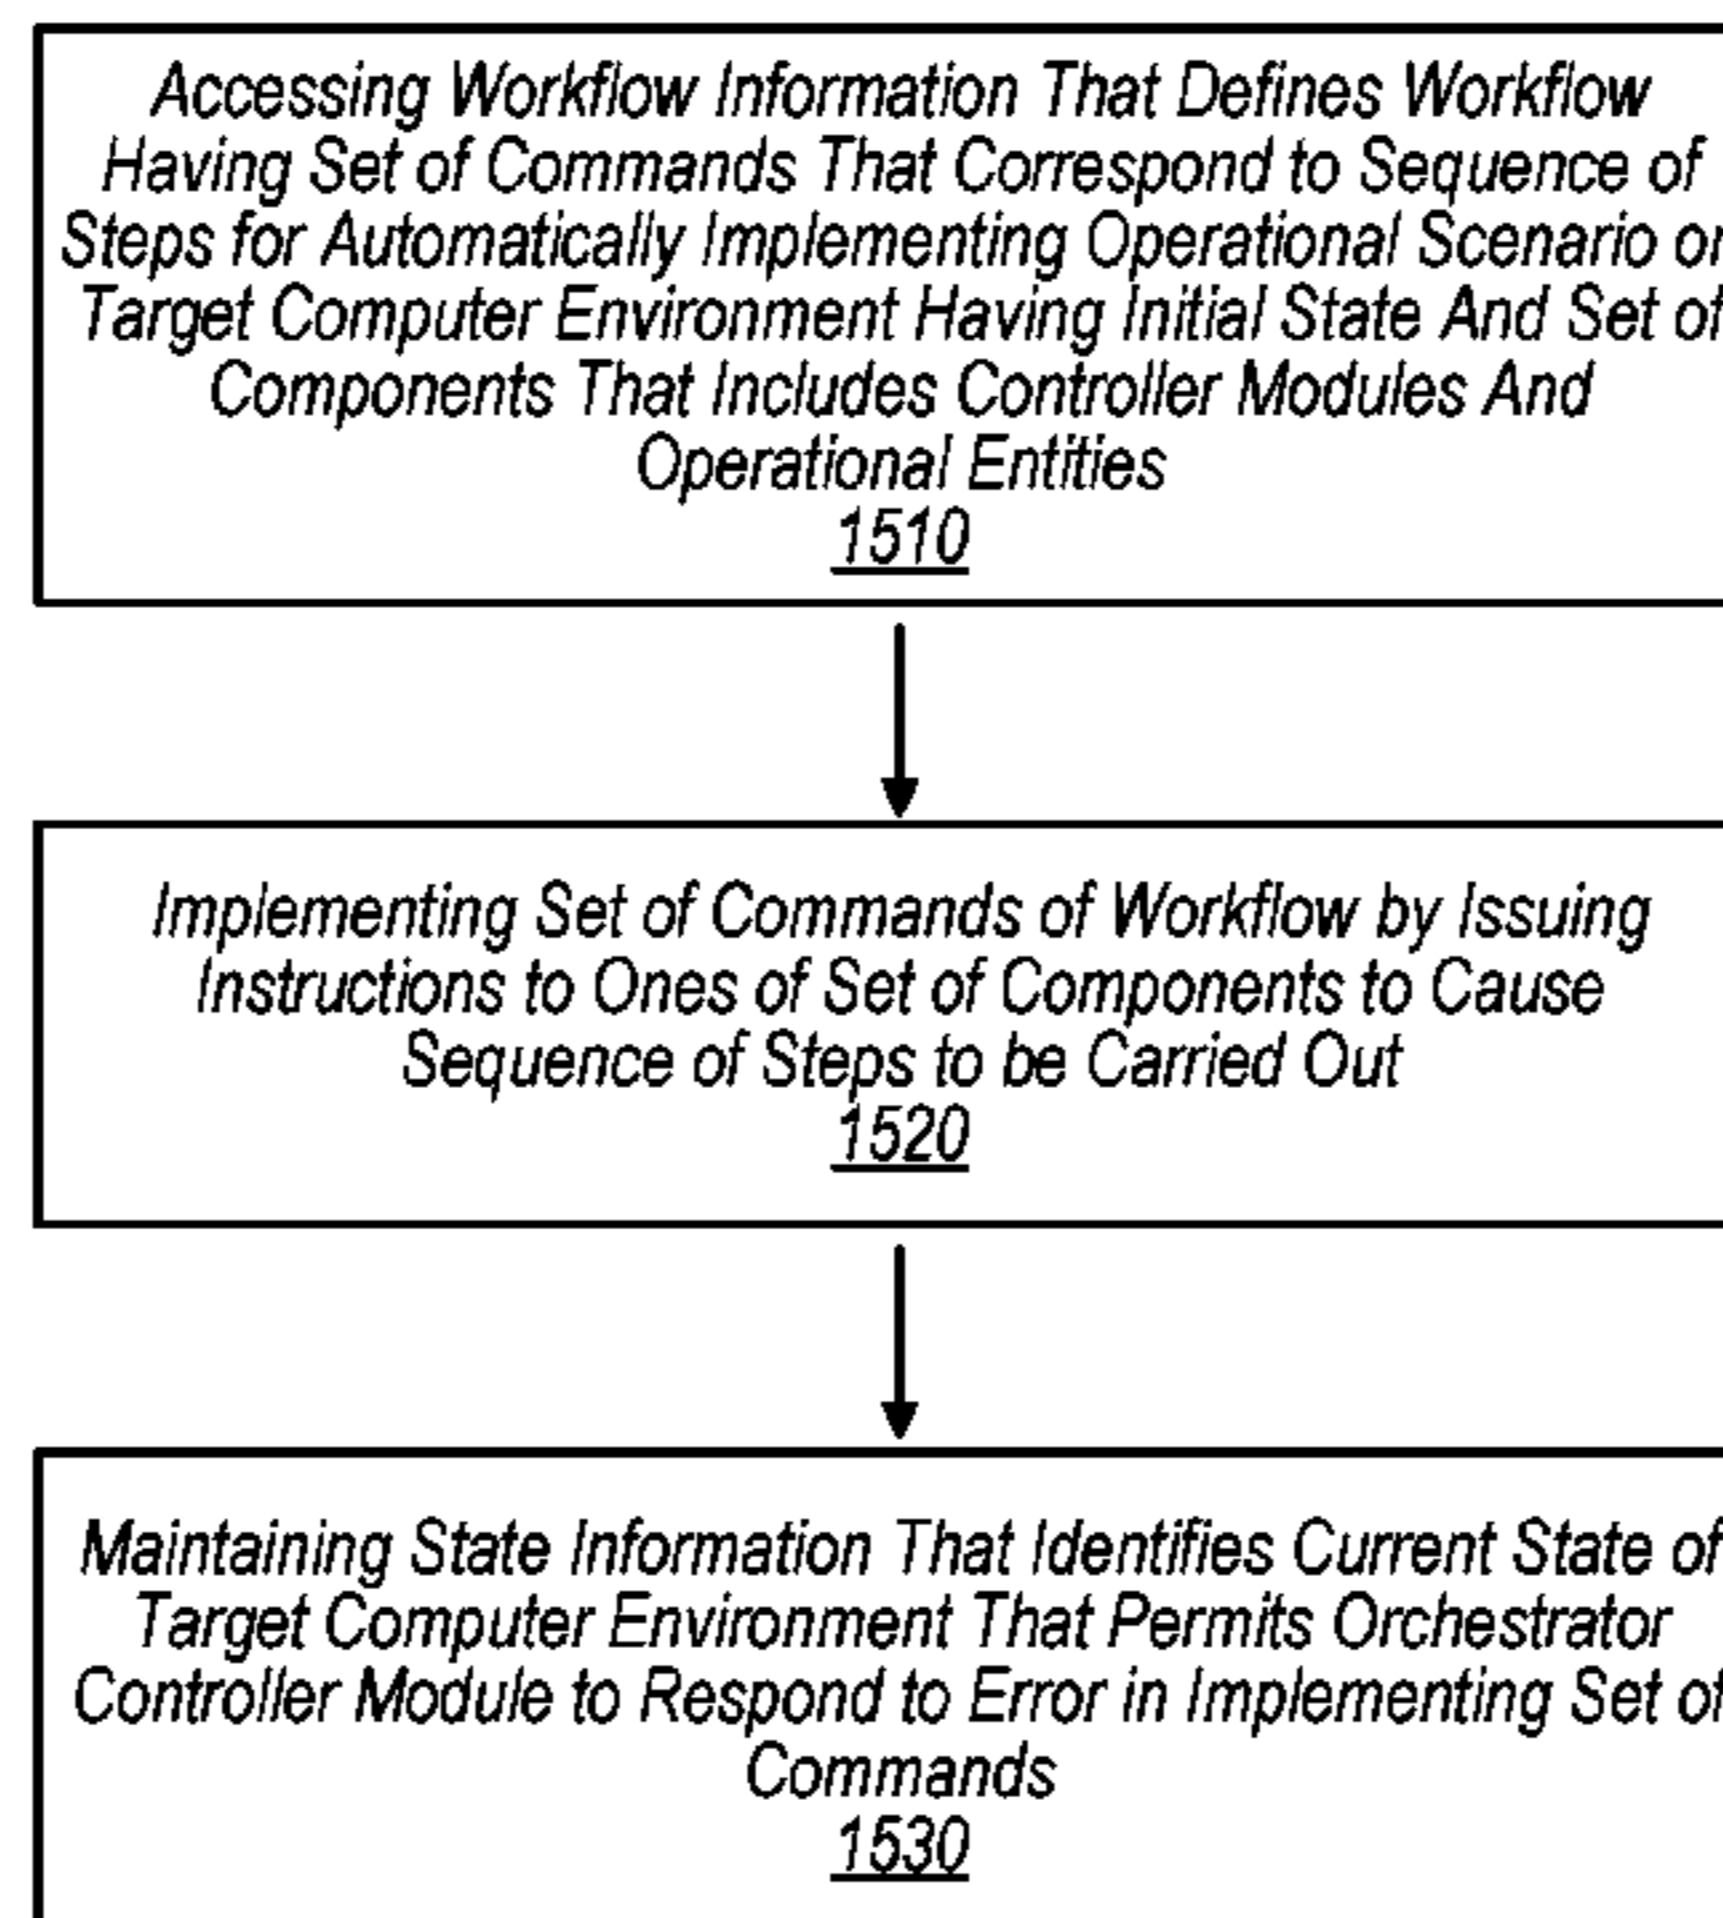 Accessing Workflow Information That Defines Workflow
Having Set of Commands That Correspond to Sequence of
Steps for Automatically Implementing Operational Scenario
Target Computer Environment Having Initial State And Set of
Components That Includes Controller Modules And
Operational Entities
1510
Implementing Set of Commands of Workflow by Issuing
Instructions to Ones of Set of Components to Cause
Sequence of Steps to be Carried Out
1520
Maintaining State Information That Identifies Current State of
Target Computer Environment That Permits Orchestrator
Controller Module to Respond to Error in Implementing Set of
Commands
1530